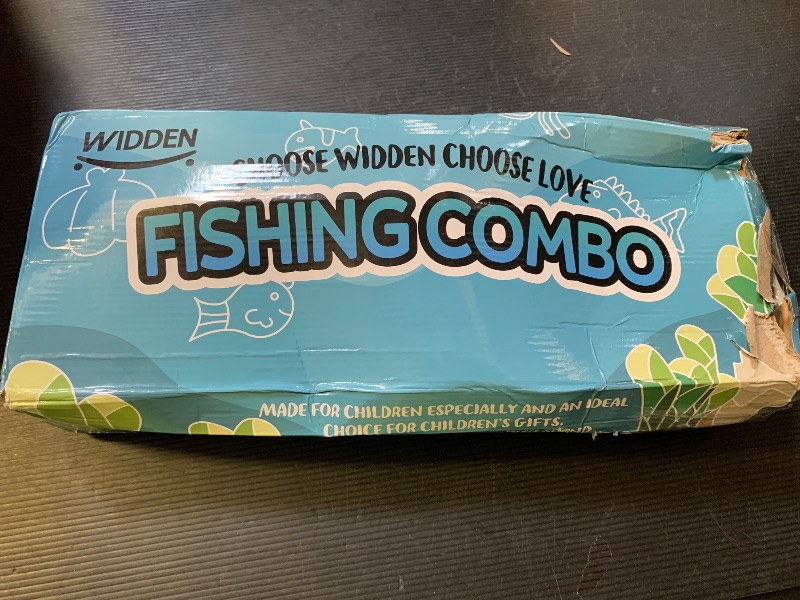 WIDDEN
CHOOSE WIDDEN CHOOSE LOVE
FISHING COMBO
MADE FOR CHILDREN ESPECIALLY AND AN IDEAL
CHOICE FOR CHILDREN'S GIFTS.